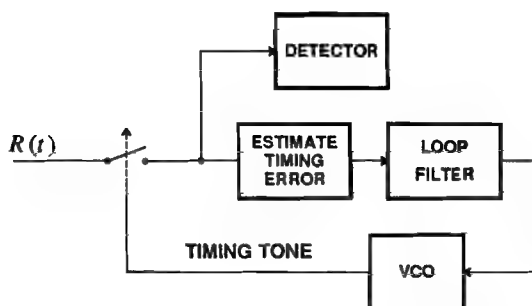 DETECTOR
R(t)
ESTIMATE
TIMING
ERROR
LOOP
FILTER
TIMING TONE
VCO